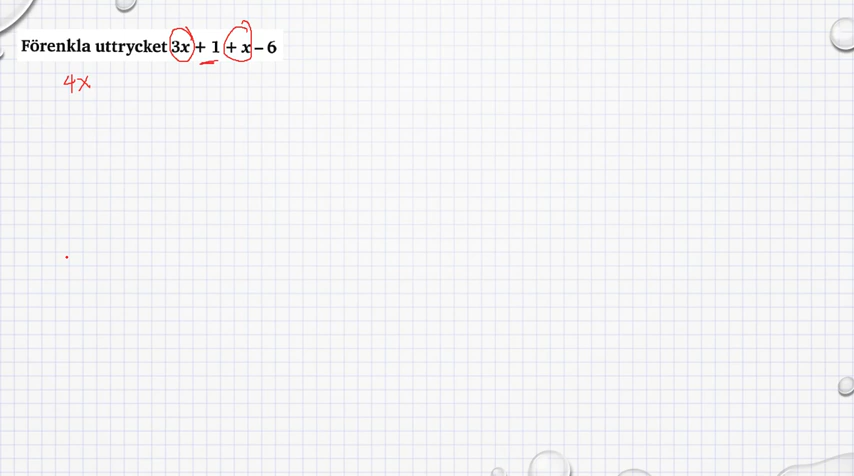 Förenkla uttrycket 3x + 1 + x – 6
4x